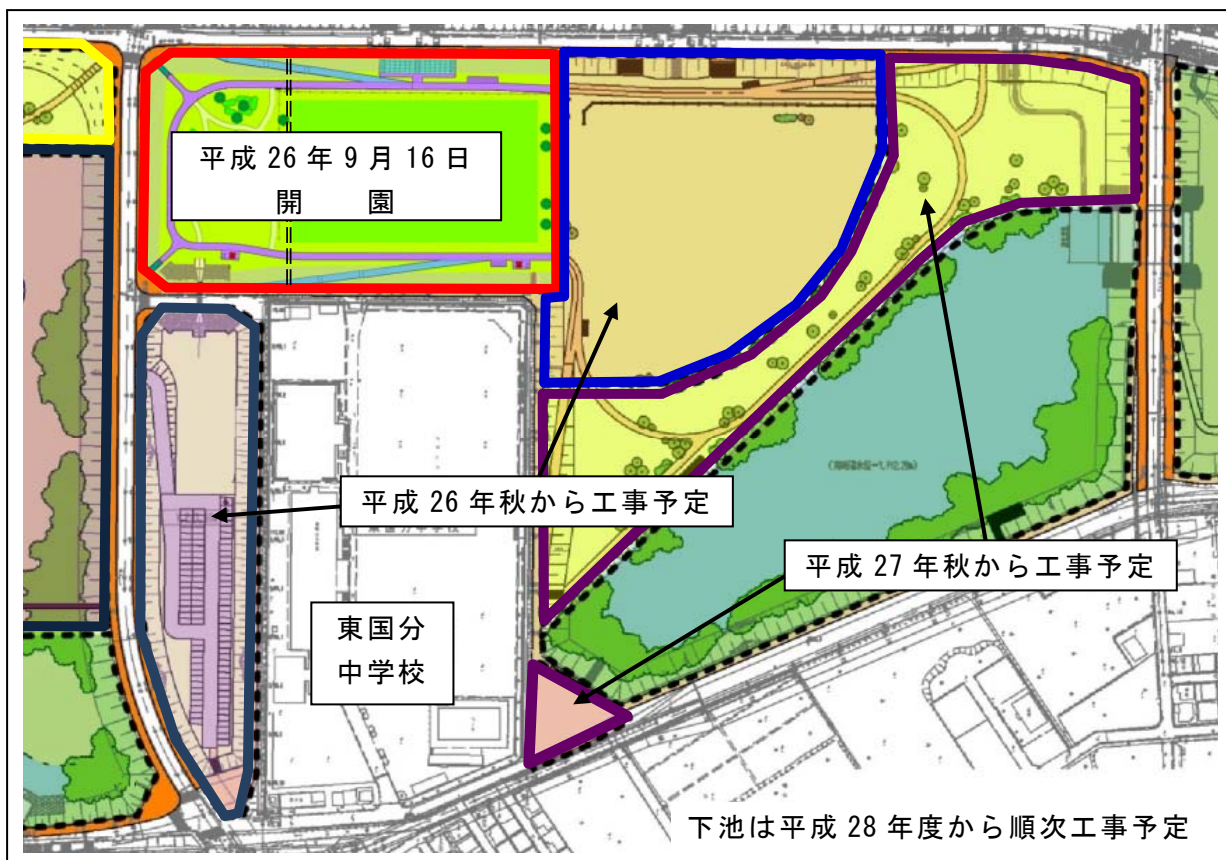 平成 26 年 9 月 16 日
開 園
平成 26 年秋から工事予定
平成 27 年秋から工事予定
東国分
中学校
下池は平成 28 年度から順次工事予定